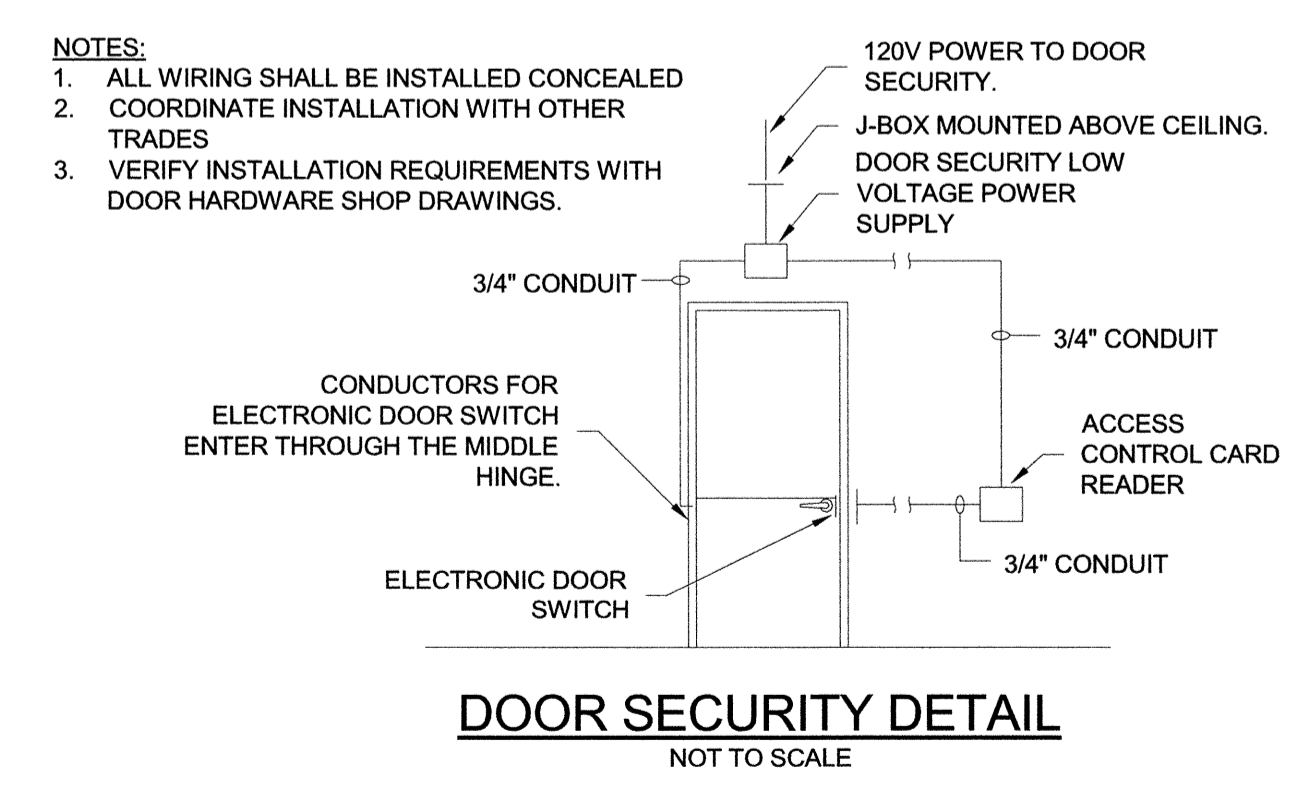 NOTES:
1. ALL WIRING SHALL BE INSTALLED CONCEALED
2. COORDINATE INSTALLATION WITH OTHER
TRADES
3. VERIFY INSTALLATION REQUIREMENTS WITH
DOOR HARDWARE SHOP DRAWINGS.
120V POWER TO DOOR
SECURITY.
J-BOX MOUNTED ABOVE CEILING.
DOOR SECURITY LOW
VOLTAGE POWER
SUPPLY
3/4" CONDUIT
3/4" CONDUIT
CONDUCTORS FOR
ELECTRONIC DOOR SWITCH
ENTER THROUGH THE MIDDLE
HINGE.
ACCESS
CONTROL CARD
READER
3/4" CONDUIT
ELECTRONIC DOOR
SWITCH
DOOR SECURITY DETAIL
NOT TO SCALE